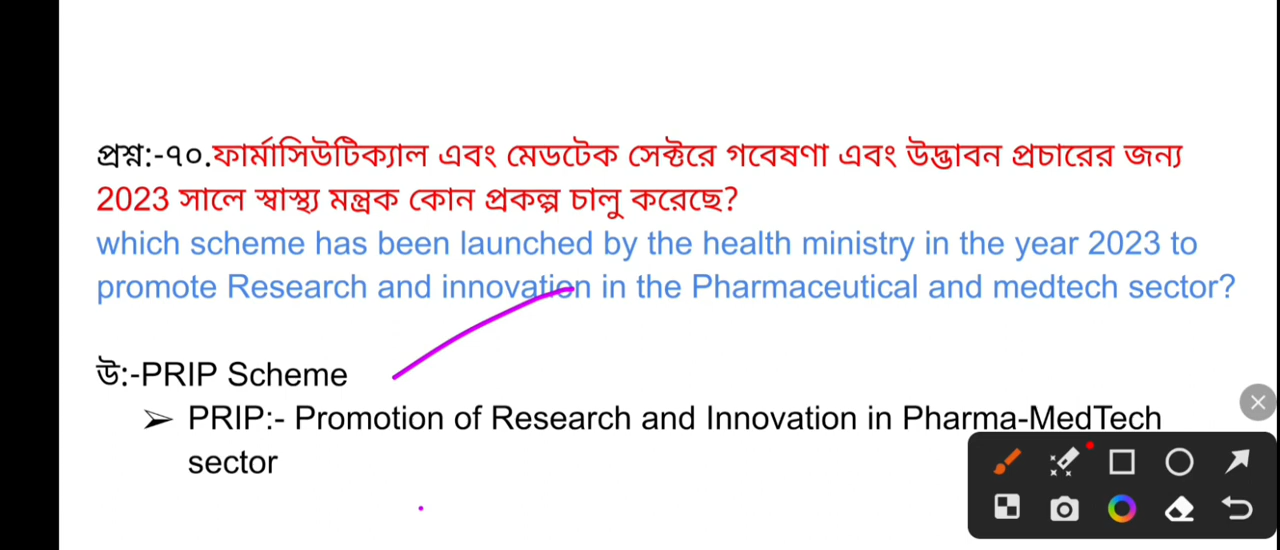 প্রশ্ন:-৭০.ফার্মাসিউটিক্যাল এবং মেডটেক সেক্টরে গবেষণা এবং উদ্ভাবন প্রচারের জন্য
2023 সালে স্বাস্থ্য মন্ত্রক কোন প্রকল্প চালু করেছে?
which scheme has been launched by the health ministry in the year 2023 to
promote Research and innovation in the Pharmaceutical and medtech sector?
উ:-PRIP Scheme
➢ PRIP:- Promotion of Research and Innovation in Pharma-MedTech
sector